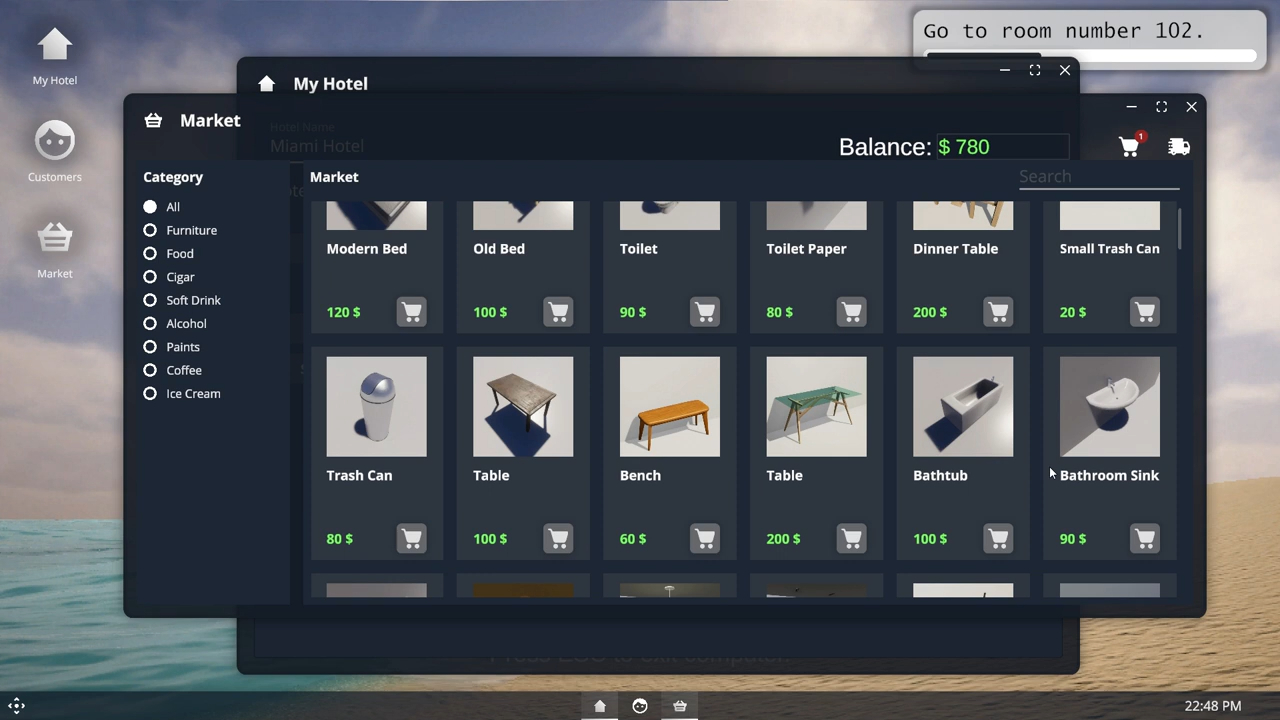 Go to room number 102.
My Hotel
My Hotel
Market
Hotel Name
Miami Hotel
Balance: $ 780
1
Category
Market
Search
All
Furniture
Food
Cigar
Soft Drink
Alcohol
Paints
Coffee
Ice Cream
Customers
Market
Modern Bed
Old Bed
Toilet
Toilet Paper
Dinner Table
Small Trash Can
120 $
100 $
90 $
80 $
200 $
20 $
Trash Can
Table
Bench
Table
Bathtub
Bathroom Sink
80 $
100 $
60 $
200 $
100 $
90 $
22:48 PM